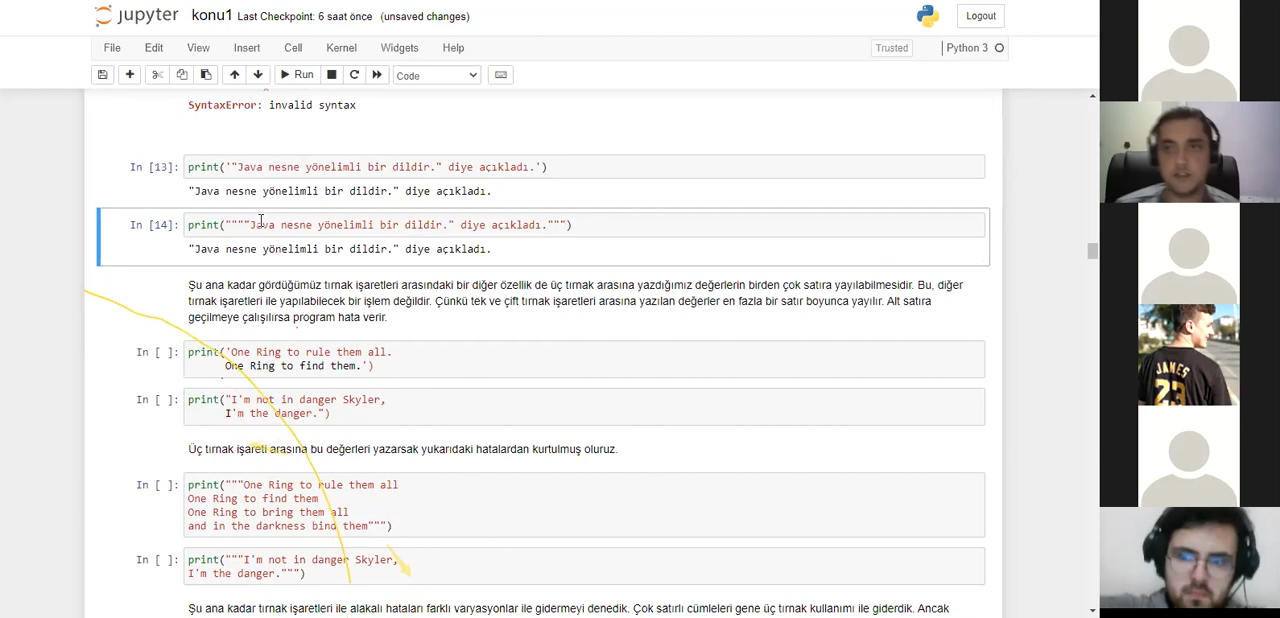 jupyter konu1 Last Checkpoint: 6 saat önce (unsaved changes) Logout
File Edit View Insert Cell Kernel Widgets Help Trusted Python 3
Run Code
SyntaxError: invalid syntax
In [13]: print('"Java nesne yönelimli bir dildir." diye açıkladı.')
"Java nesne yönelimli bir dildir." diye açıkladı.
In [14]: print(""""Java nesne yönelimli bir dildir." diye açıkladı.""")
"Java nesne yönelimli bir dildir." diye açıkladı.
Şu ana kadar gördüğümüz tırnak işaretleri arasındaki bir diğer özellik de üç tırnak arasına yazdığımız değerlerin birden çok satıra yayılabilmesidir. Bu, diğer
tırnak işaretleri ile yapılabilecek bir işlem değildir. Çünkü tek ve çift tırnak işaretleri arasına yazılan değerler en fazla bir satır boyunca yayılır. Alt satıra
geçilmeye çalışılırsa program hata verir.
In [ ]: print('One Ring to rule them all.
One Ring to find them.')
In [ ]: print("I'm not in danger Skyler,
I'm the danger.")
Üç tırnak işareti arasına bu değerleri yazarsak yukarıdaki hatalardan kurtulmuş oluruz.
In [ ]: print("""One Ring to rule them all
One Ring to find them
One Ring to bring them all
and in the darkness bind them""")
In [ ]: print("""I'm not in danger Skyler,
I'm the danger.""")
Şu ana kadar tırnak işaretleri ile alakalı hataları farklı varyasyonlar ile gidermeyi denedik. Çok satırlı cümleleri gene üç tırnak kullanımı ile giderdik. Ancak
JAMES
23